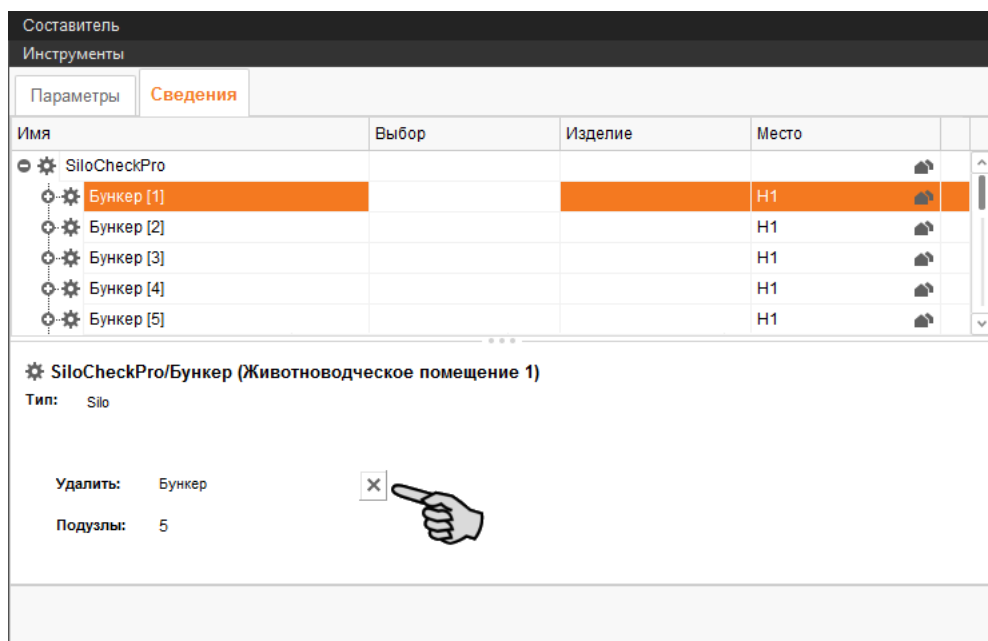 Составитель
Инструменты
Параметры Сведения
Имя Выбор Изделие Место
SiloCheckPro
Бункер [1] H1
Бункер [2] H1
Бункер [3] H1
Бункер [4] H1
Бункер [5] H1
SiloCheckPro/Бункер (Животноводческое помещение 1)
Тип: Silo
Удалить: Бункер
Подузлы: 5